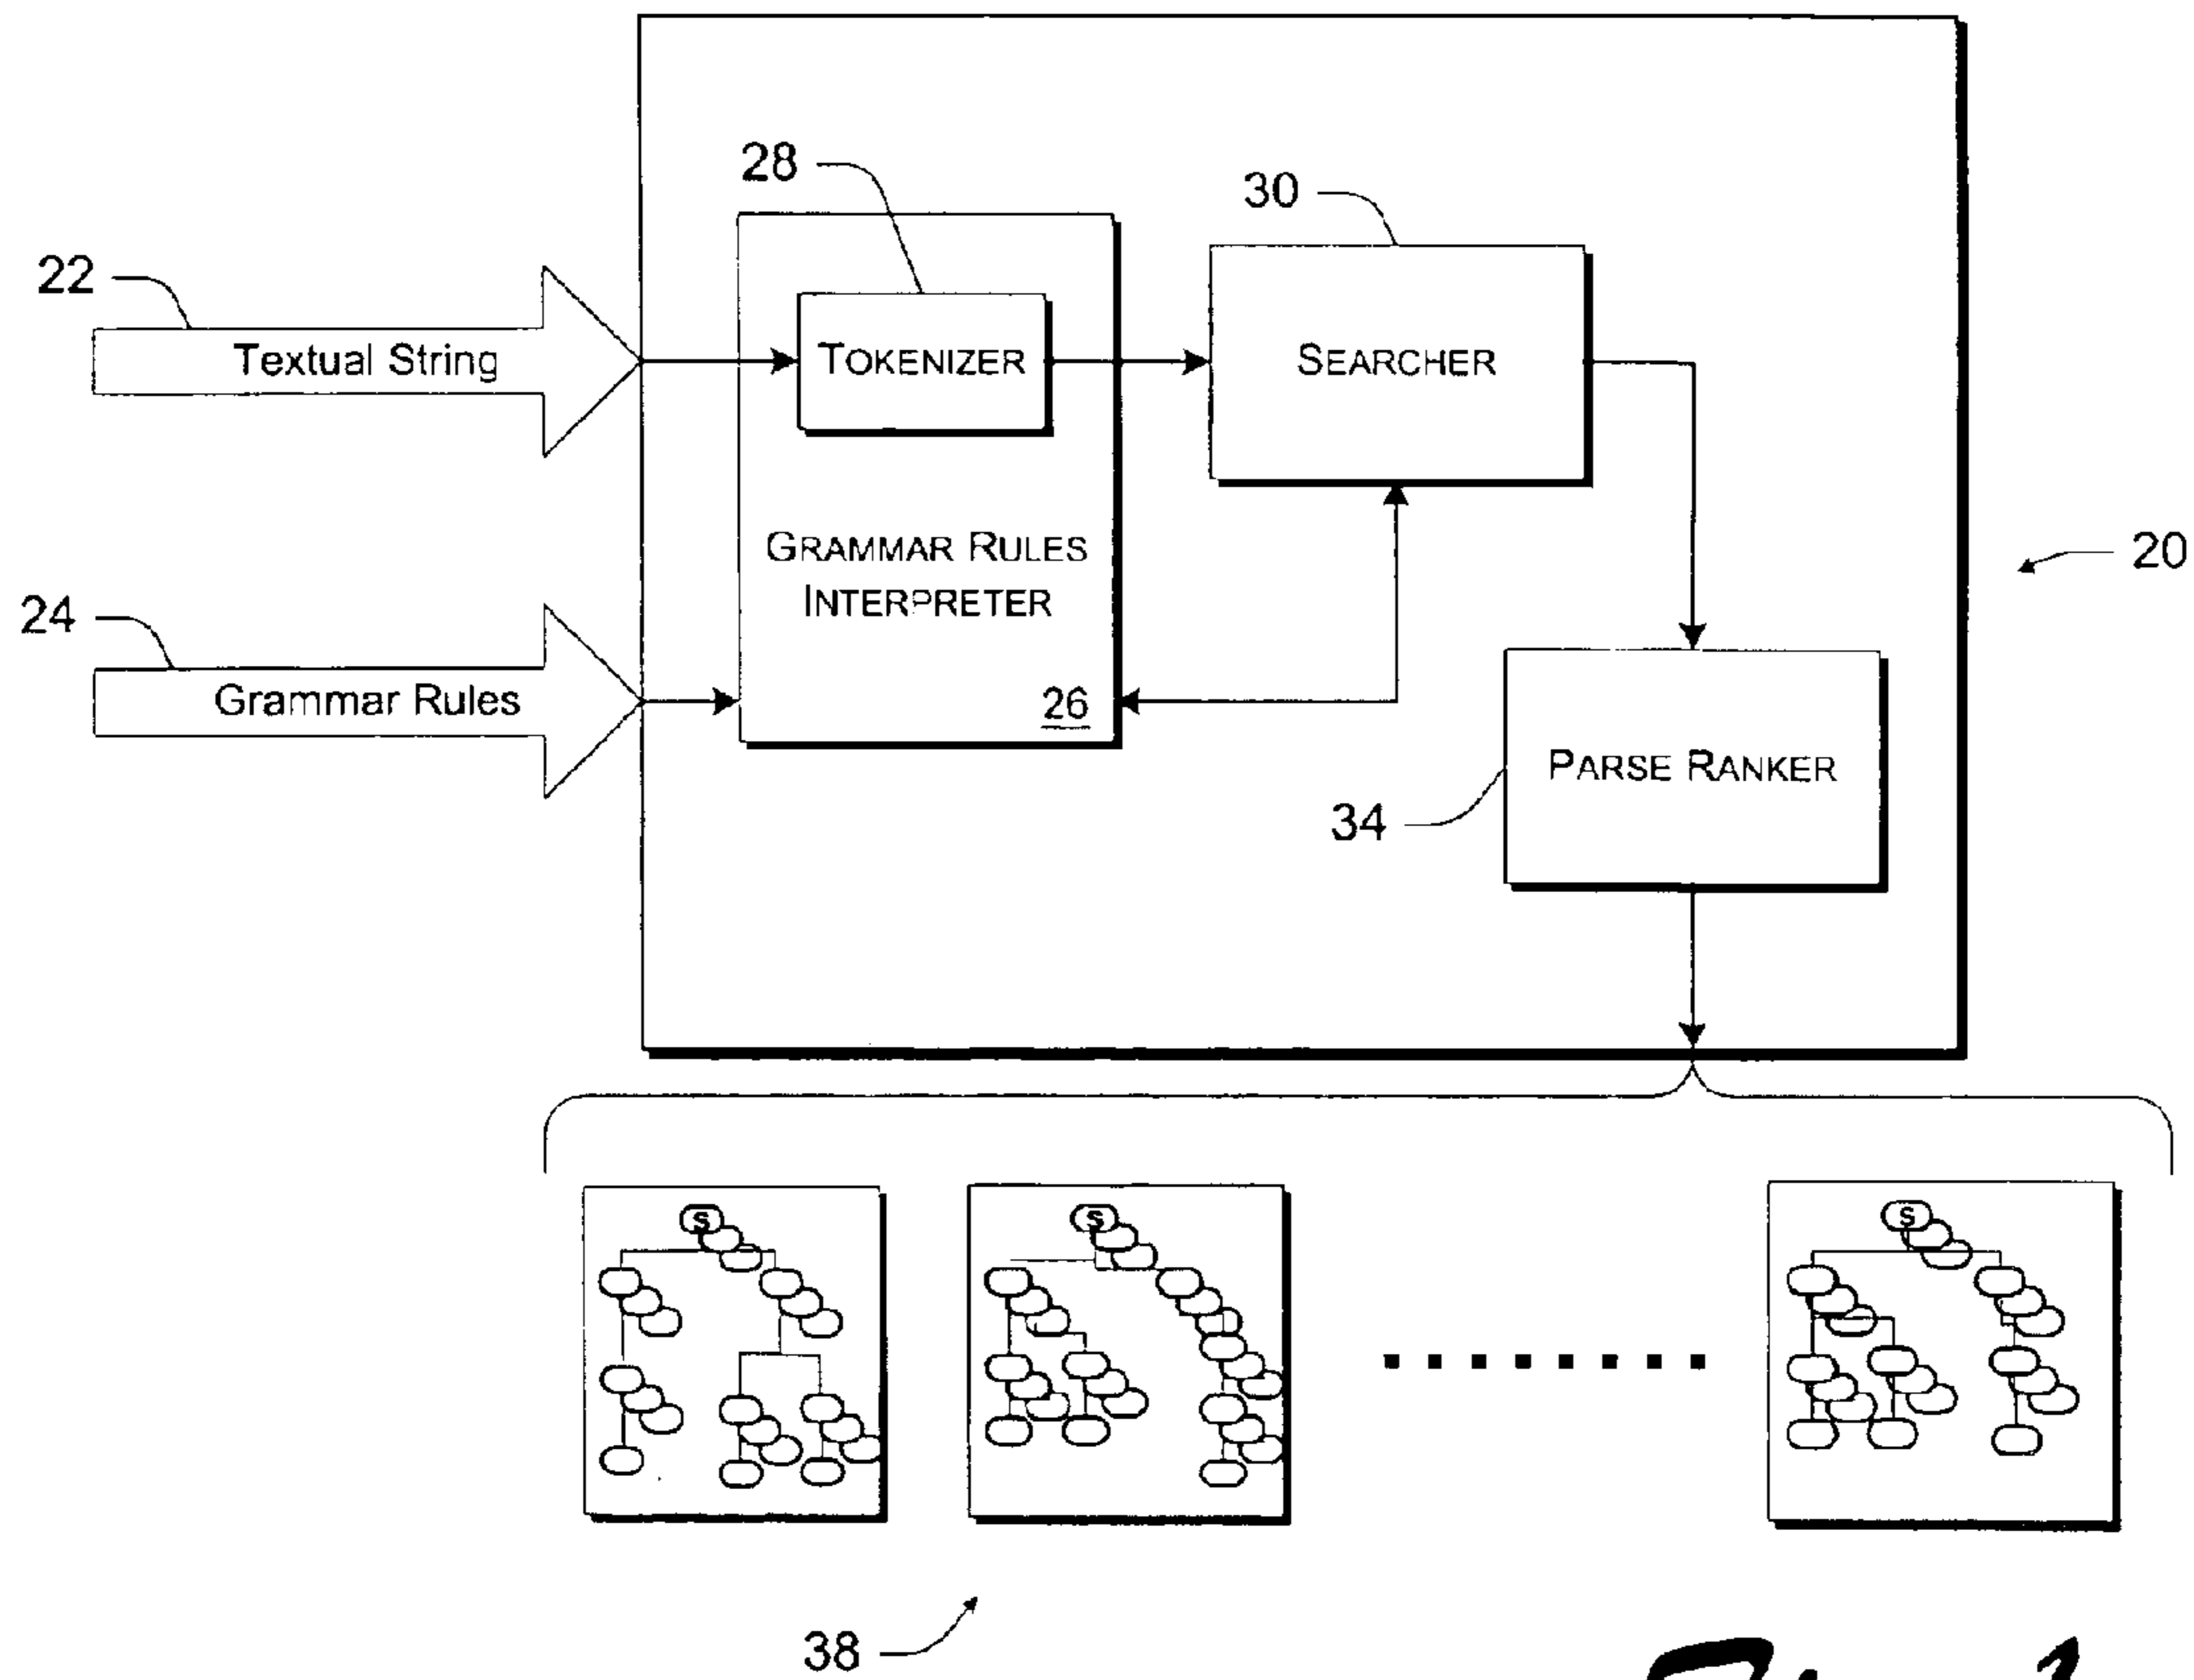 28
30
22
Textual String
TOKENIZER
SEARCHER
GRAMMAR RULES
INTERPRETER
20
24
Grammar Rules
26
PARSE RANKER
34
S
S
S
38